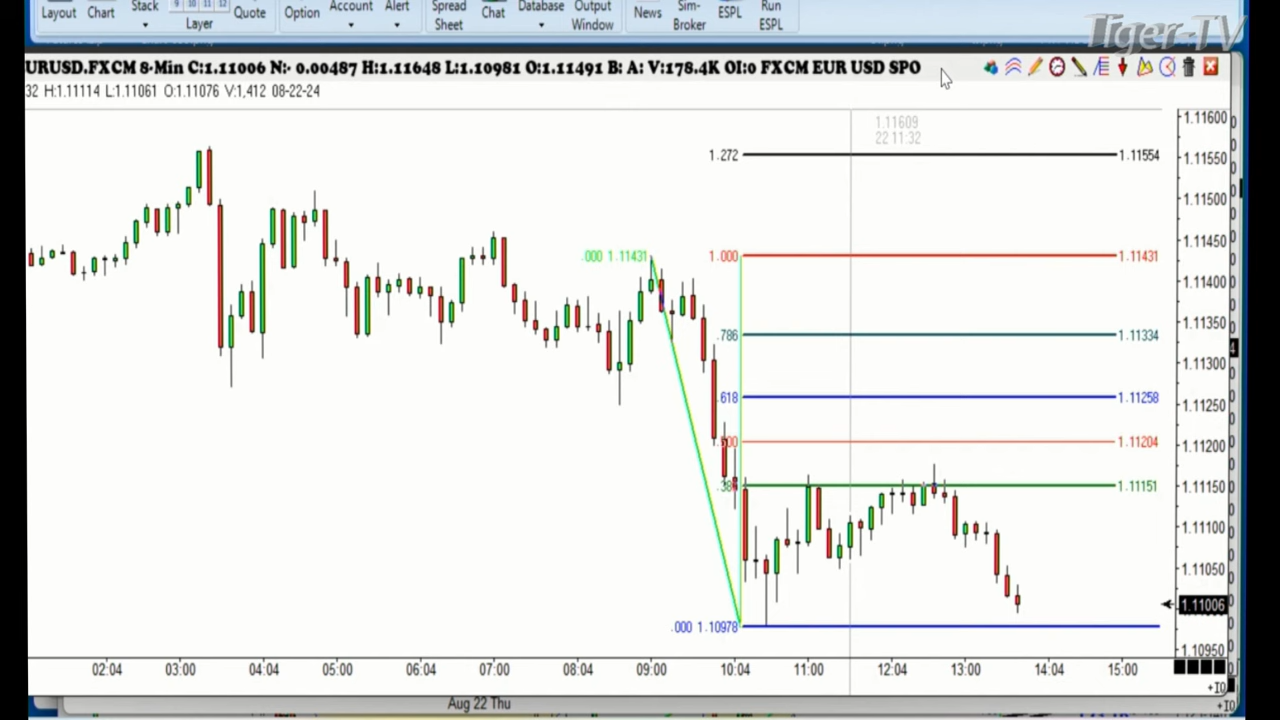 Layout Chart Stack Layer Quote Option Account Alert Spread Sheet Chat Database Output Window News Sim-Broker ESPL Run ESPL
9 10 11 12
Tiger-TV
URUSD.FXCM 8-Min C:1.11006 N:- 0.00487 H:1.11648 L:1.10981 O:1.11491 B: A: V:178.4K OI:0 FXCM EUR USD SPO
32 H:1.11114 L:1.11061 O:1.11076 V:1,412 08-22-24
1.11609
22 11:32
1.11600
1.272 1.11554
1.11550
1.11500
1.11450
.000 1.11431 1.000 1.11431
1.11400
1.11350
.786 1.11334
1.11300
.618 1.11258
1.11250
.500 1.11204
1.11200
1.11151
1.11150
1.11100
1.11050
1.11006
.000 1.10978
1.10950
02:04 03:00 04:04 05:00 06:04 07:00 08:04 09:00 10:04 11:00 12:04 13:00 14:04 15:00
+IO
Aug 22 Thu
+IO